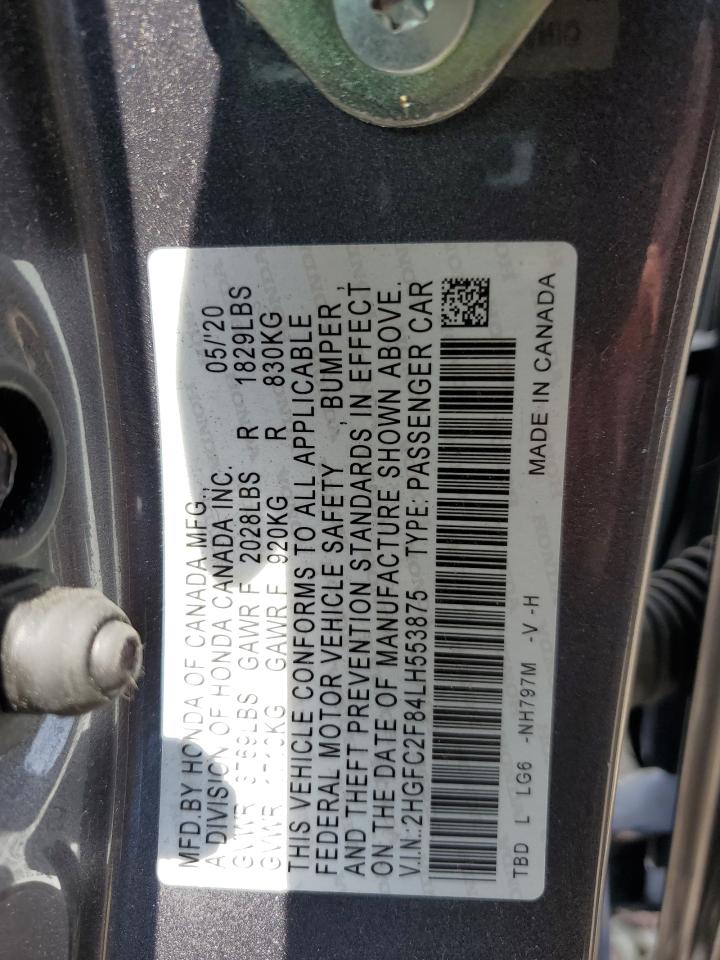 MFD.BY HONDA OF CANADA MFG., 05/'20
A DIVISION OF HONDA CANADA INC.
GVWR GAWR F 2028LBS R 1829LBS
GVWR GAWR F 920KG R 830KG
THIS VEHICLE CONFORMS TO ALL APPLICABLE
FEDERAL MOTOR VEHICLE SAFETY , BUMPER ,
AND THEFT PREVENTION STANDARDS IN EFFECT
ON THE DATE OF MANUFACTURE SHOWN ABOVE.
V.I.N.:2HGFC2F84LH553875 TYPE: PASSENGER CAR
TBD L LG6 -NH797M -V -H MADE IN CANADA